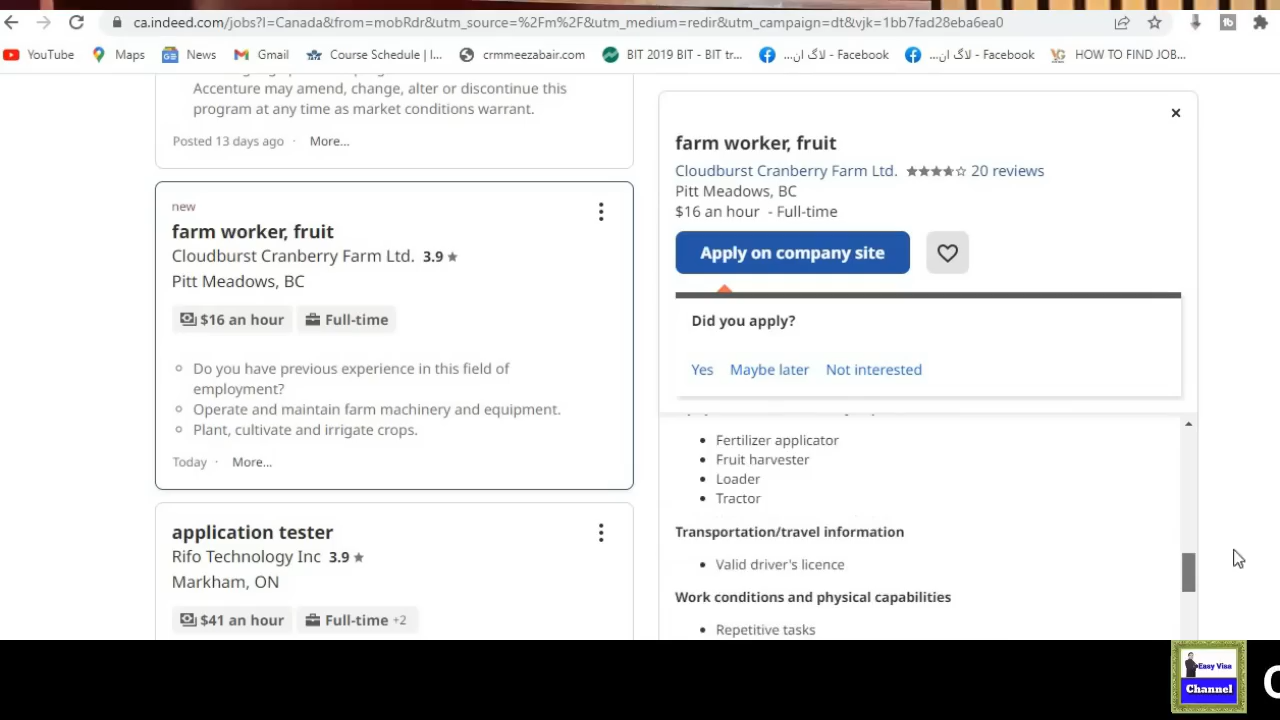 ca.indeed.com/jobs?l=Canada&from=mobRdr&utm_source=%2Fm%2F&utm_medium=redir&utm_campaign=dt&vjk=1bb7fad28eba6ea0
YouTube Maps News Gmail Course Schedule | I... crmmeezabair.com BIT 2019 BIT - BIT tr... لاگ ان... - Facebook لاگ ان... - Facebook HOW TO FIND JOB...
Accenture may amend, change, alter or discontinue this
program at any time as market conditions warrant.
Posted 13 days ago · More...
new
farm worker, fruit
Cloudburst Cranberry Farm Ltd. 3.9 ★
Pitt Meadows, BC
$16 an hour Full-time
Do you have previous experience in this field of
employment?
Operate and maintain farm machinery and equipment.
Plant, cultivate and irrigate crops.
Today · More...
application tester
Rifo Technology Inc 3.9 ★
Markham, ON
$41 an hour Full-time +2
farm worker, fruit
Cloudburst Cranberry Farm Ltd. ★★★★☆ 20 reviews
Pitt Meadows, BC
$16 an hour - Full-time
Apply on company site
Did you apply?
Yes Maybe later Not interested
Fertilizer applicator
Fruit harvester
Loader
Tractor
Transportation/travel information
Valid driver's licence
Work conditions and physical capabilities
Repetitive tasks
Easy Visa
Channel